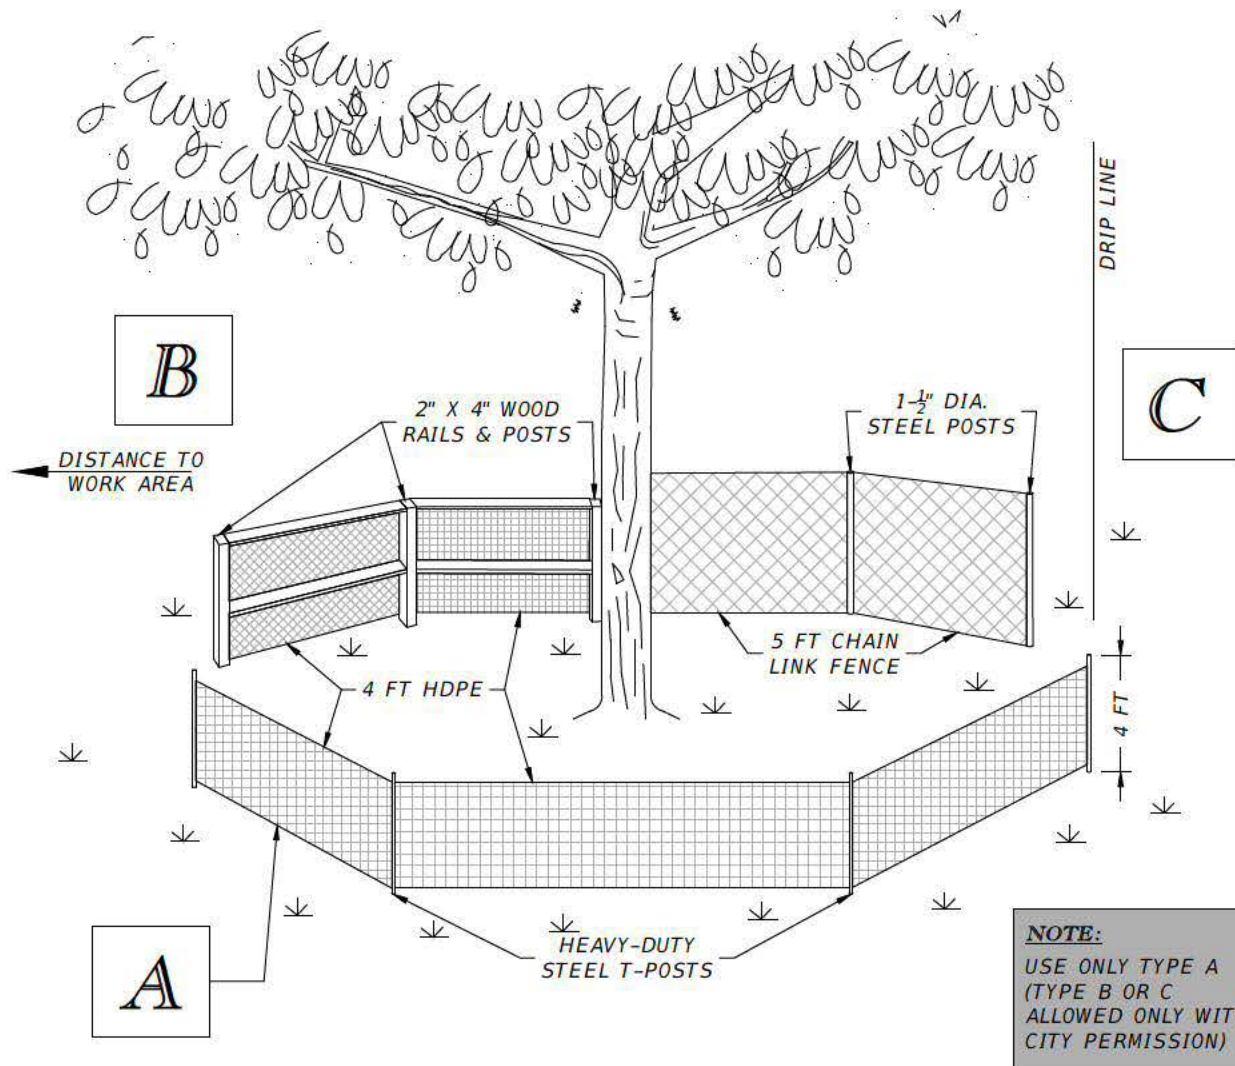 DRIP LINE
B
C
2" X 4" WOOD
RAILS & POSTS
1-1/2" DIA.
STEEL POSTS
DISTANCE TO
WORK AREA
5 FT CHAIN
LINK FENCE
4 FT HDPE
4 FT
A
HEAVY-DUTY
STEEL T-POSTS
NOTE:
USE ONLY TYPE A
(TYPE B OR C
ALLOWED ONLY WIT
CITY PERMISSION)